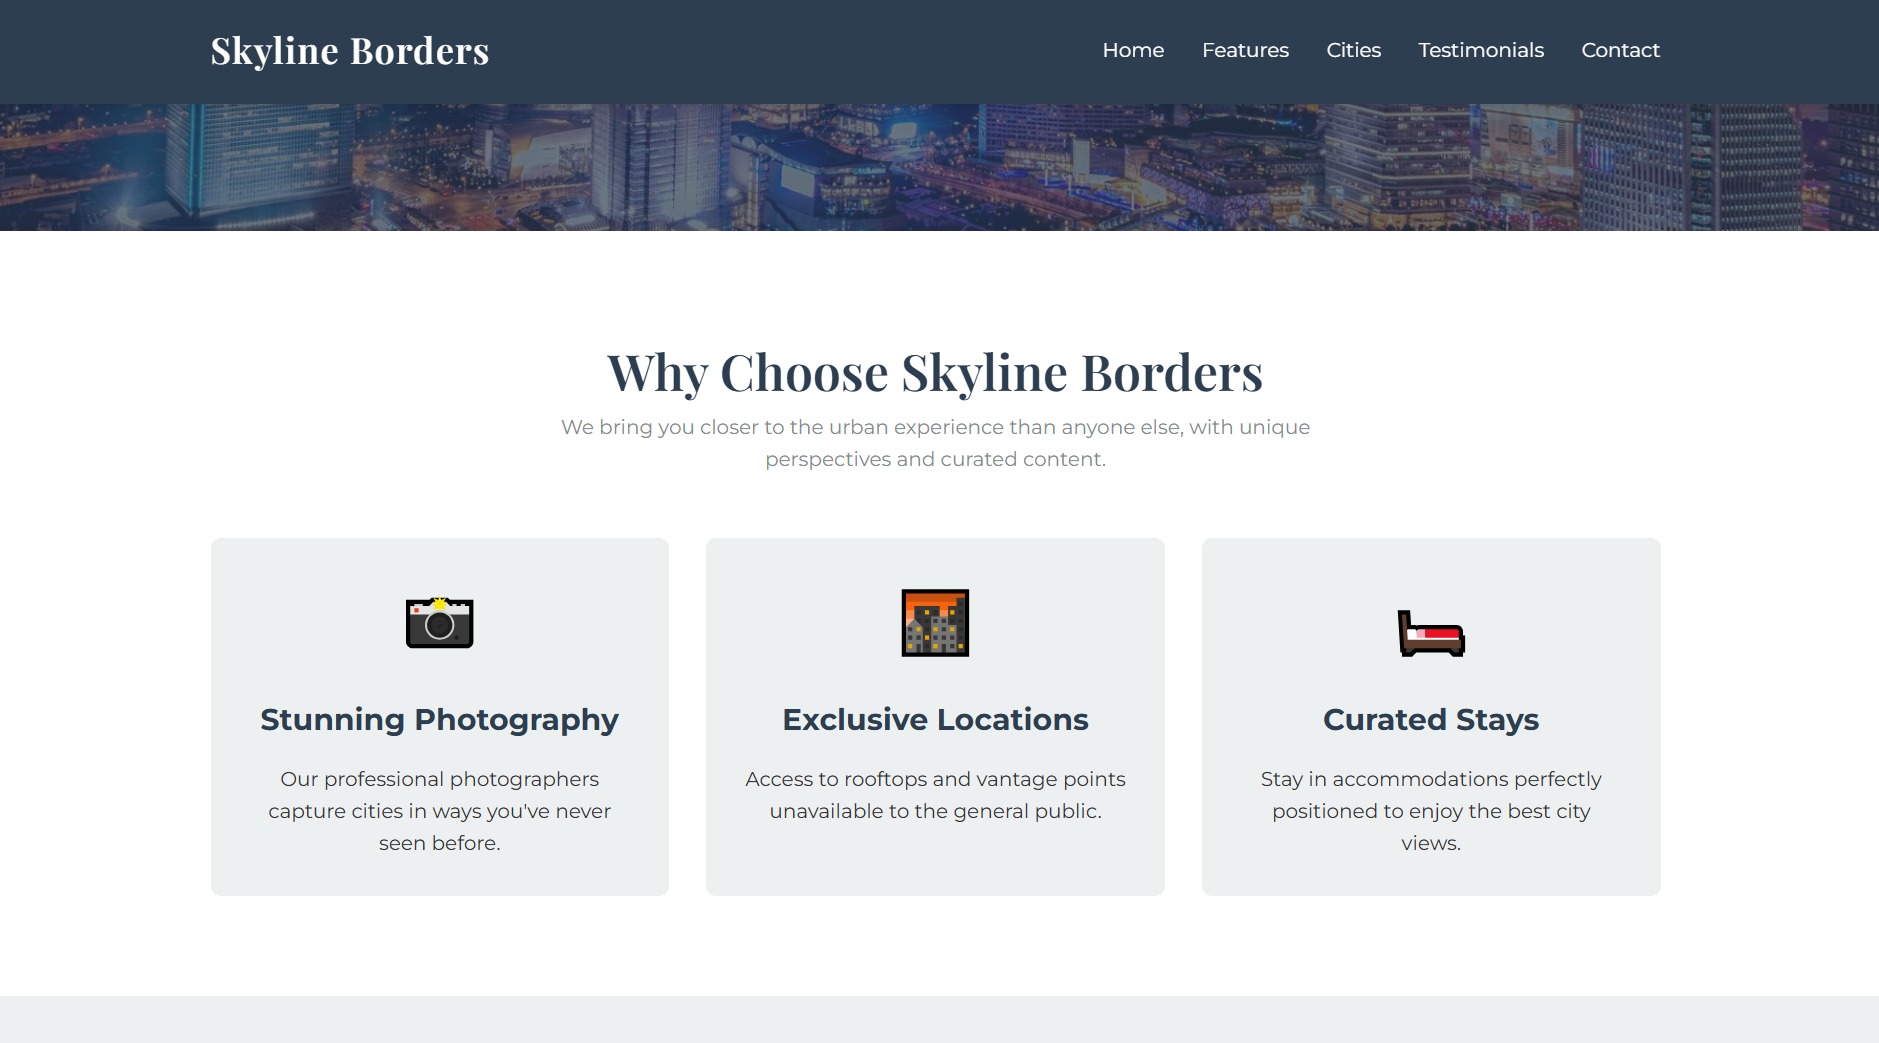 Skyline Borders
Home Features Cities Testimonials Contact
Why Choose Skyline Borders
We bring you closer to the urban experience than anyone else, with unique
perspectives and curated content.
Stunning Photography
Our professional photographers
capture cities in ways you've never
seen before.
Exclusive Locations
Access to rooftops and vantage points
unavailable to the general public.
Curated Stays
Stay in accommodations perfectly
positioned to enjoy the best city
views.